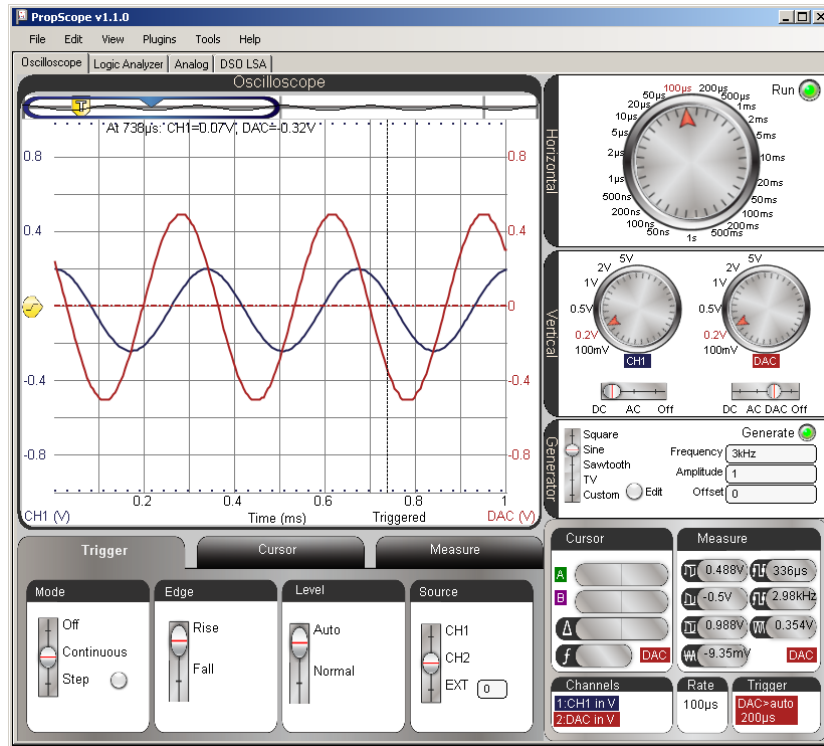 PropScope v1.1.0
File Edit View Plugins Tools Help
Oscilloscope Logic Analyzer Analog DSO LSA
Oscilloscope
T
At 738µs: CH1=0.07V, DAC=-0.32V
0.8 -0.8
0.4 -0.4
0 0
-0.4 -0.4
-0.8 -0.8
0.2 0.4 0.6 0.8 1
CH1 (V) Time (ms) Triggered DAC (V)
Horizontal
Run
100µs 200µs
50µs 500µs
20µs 1ms
10µs 2ms
5µs 5ms
2µs 10ms
1µs 20ms
500ns 50ms
200ns 100ms
100ns 200ms
50ns 1s 500ms
Vertical
5V 5V
2V 2V
1V 1V
0.5V 0.5V
0.2V 0.2V
100mV 100mV
CH1 DAC
DC AC Off DC AC DAC Off
Generator
Square
Sine
Sawtooth
TV
Custom Edit
Generate
Frequency 3kHz
Amplitude 1
Offset 0
Trigger Cursor Measure
Mode
Off
Continuous
Step
Edge
Rise
Fall
Level
Auto
Normal
Source
CH1
CH2
EXT 0
Cursor
A
B
Δ
f DAC
Measure
0.488V 336µs
-0.5V 2.98kHz
0.988V 0.354V
-9.35mV DAC
Channels
1:CH1 in V
2:DAC in V
Rate
100µs
Trigger
DAC>auto
200µs